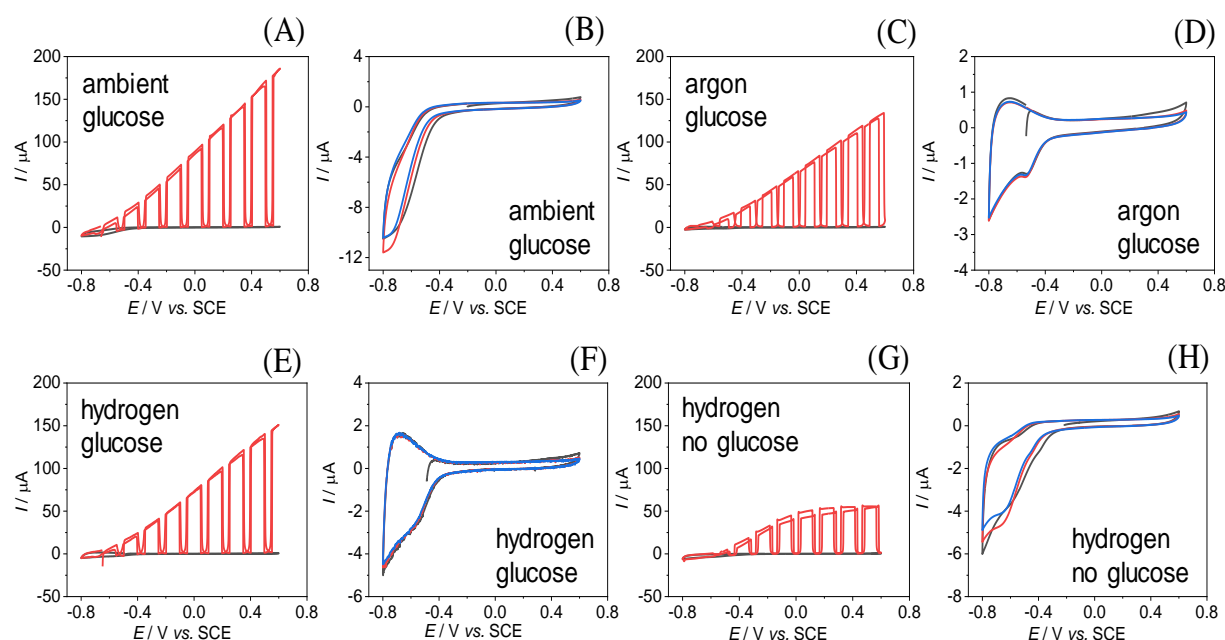 (A)
200
150
100
50
0
-50
I / µA
ambient
glucose
-0.8 -0.4 0.0 0.4 0.8
E / V vs. SCE
(B)
4
0
-4
-8
-12
I / µA
ambient
glucose
-0.8 -0.4 0.0 0.4 0.8
E / V vs. SCE
(C)
200
150
100
50
0
-50
I / µA
argon
glucose
-0.8 -0.4 0.0 0.4 0.8
E / V vs. SCE
(D)
2
1
0
-1
-2
-3
-4
I / µA
argon
glucose
-0.8 -0.4 0.0 0.4 0.8
E / V vs. SCE
(E)
200
150
100
50
0
-50
I / µA
hydrogen
glucose
-0.8 -0.4 0.0 0.4 0.8
E / V vs. SCE
(F)
4
2
0
-2
-4
-6
I / µA
hydrogen
glucose
-0.8 -0.4 0.0 0.4 0.8
E / V vs. SCE
(G)
200
150
100
50
0
-50
I / µA
hydrogen
no glucose
-0.8 -0.4 0.0 0.4 0.8
E / V vs. SCE
(H)
2
0
-2
-4
-6
-8
I / µA
hydrogen
no glucose
-0.8 -0.4 0.0 0.4 0.8
E / V vs. SCE